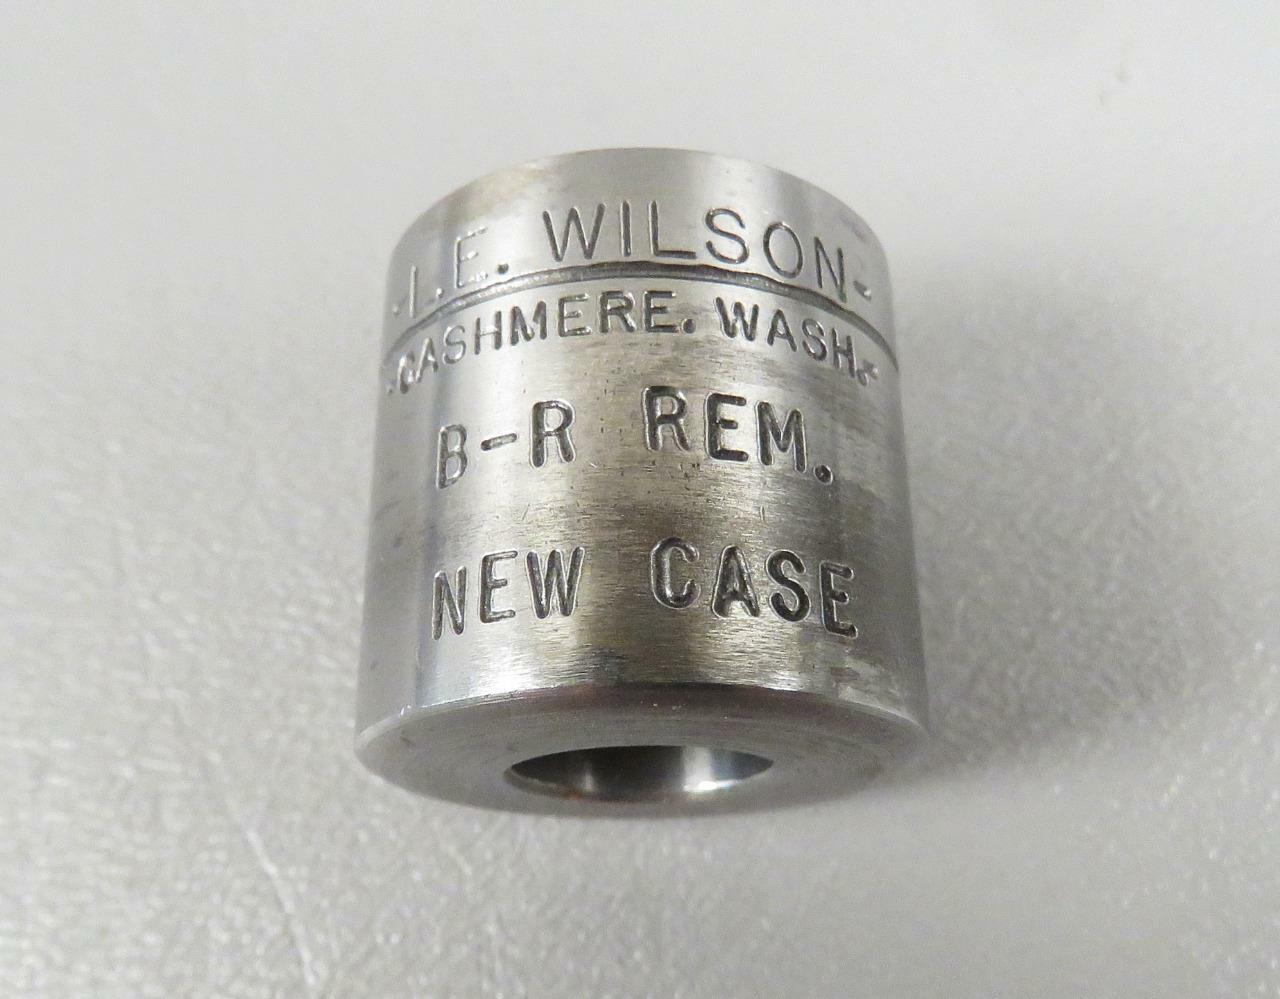 -L.E. WILSON-
-CASHMERE. WASH.-
B-R REM.
NEW CASE